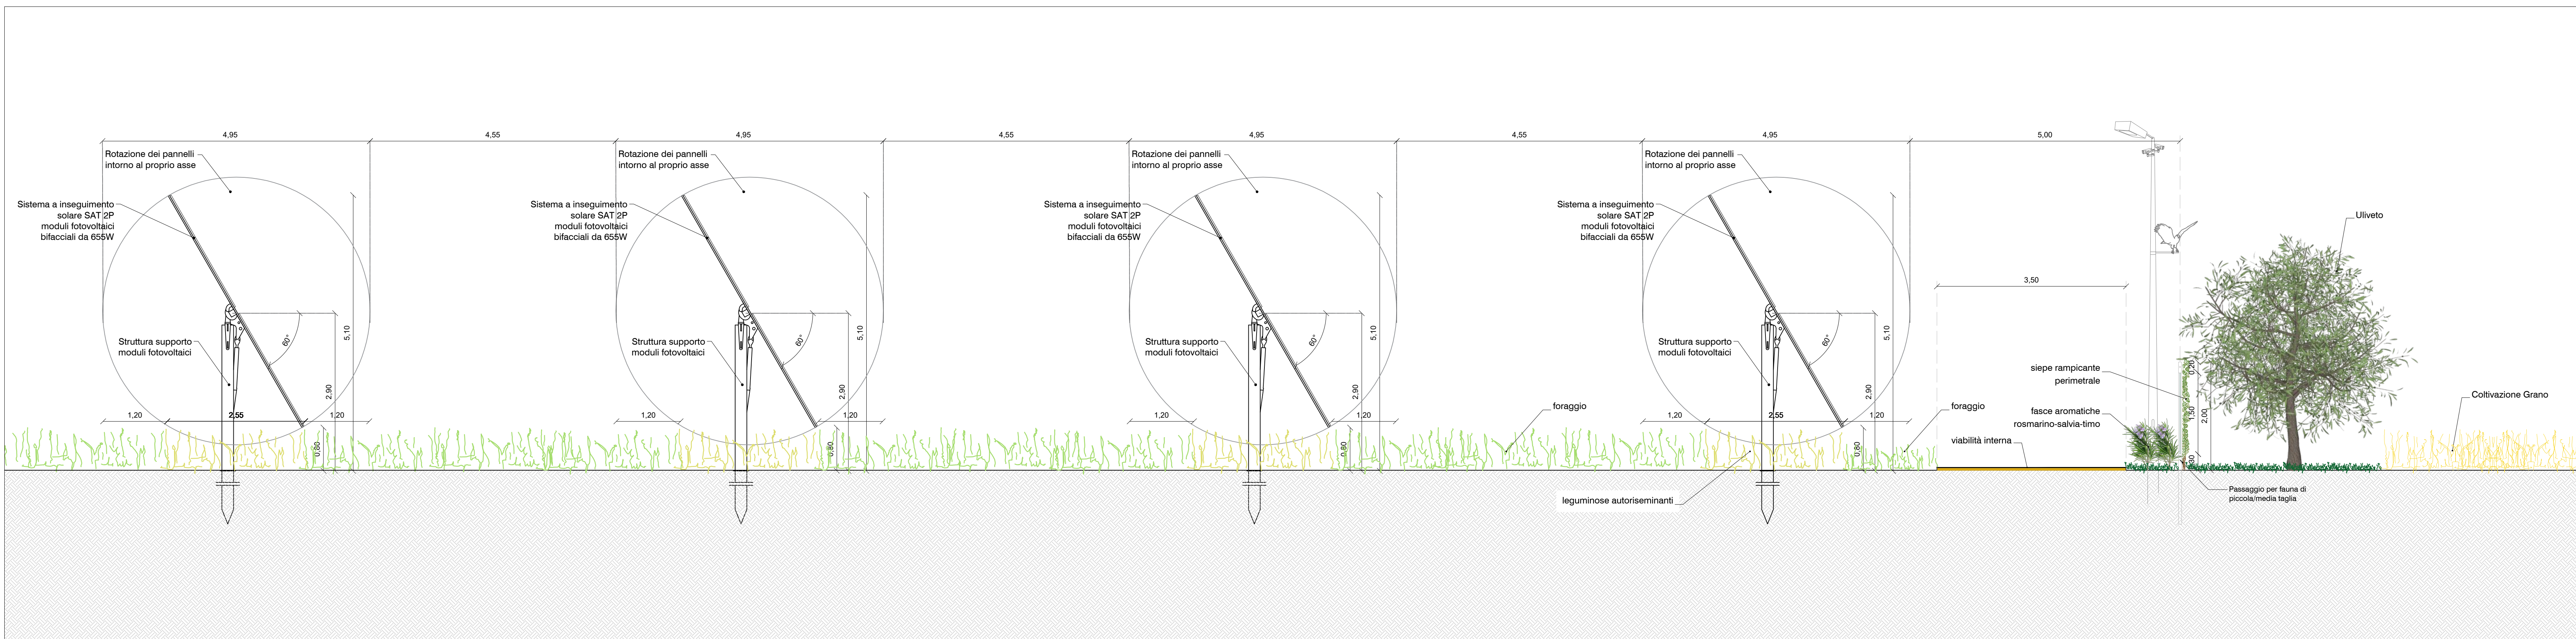 4,95
4,55
4,95
4,55
4,95
4,55
4,95
5,00
Rotazione dei pannelli
intorno al proprio asse
Rotazione dei pannelli
intorno al proprio asse
Rotazione dei pannelli
intorno al proprio asse
Rotazione dei pannelli
intorno al proprio asse
Sistema a inseguimento
solare SAT 2P
moduli fotovoltaici
bifacciali da 655W
Sistema a inseguimento
solare SAT 2P
moduli fotovoltaici
bifacciali da 655W
Sistema a inseguimento
solare SAT 2P
moduli fotovoltaici
bifacciali da 655W
Sistema a inseguimento
solare SAT 2P
moduli fotovoltaici
bifacciali da 655W
Uliveto
3,50
60°
5,10
60°
5,10
60°
5,10
60°
5,10
Struttura supporto
moduli fotovoltaici
Struttura supporto
moduli fotovoltaici
Struttura supporto
moduli fotovoltaici
Struttura supporto
moduli fotovoltaici
2,90
2,90
2,90
2,90
siepe rampicante
perimetrale
0,20
1,50
2,00
Coltivazione Grano
1,20
2,55
1,20
1,20
1,20
1,20
1,20
1,20
2,55
1,20
foraggio
foraggio
fasce aromatiche
rosmarino-salvia-timo
viabilità interna
0,80
0,80
0,80
0,80
leguminose autoriseminanti
Passaggio per fauna di
piccola/media taglia